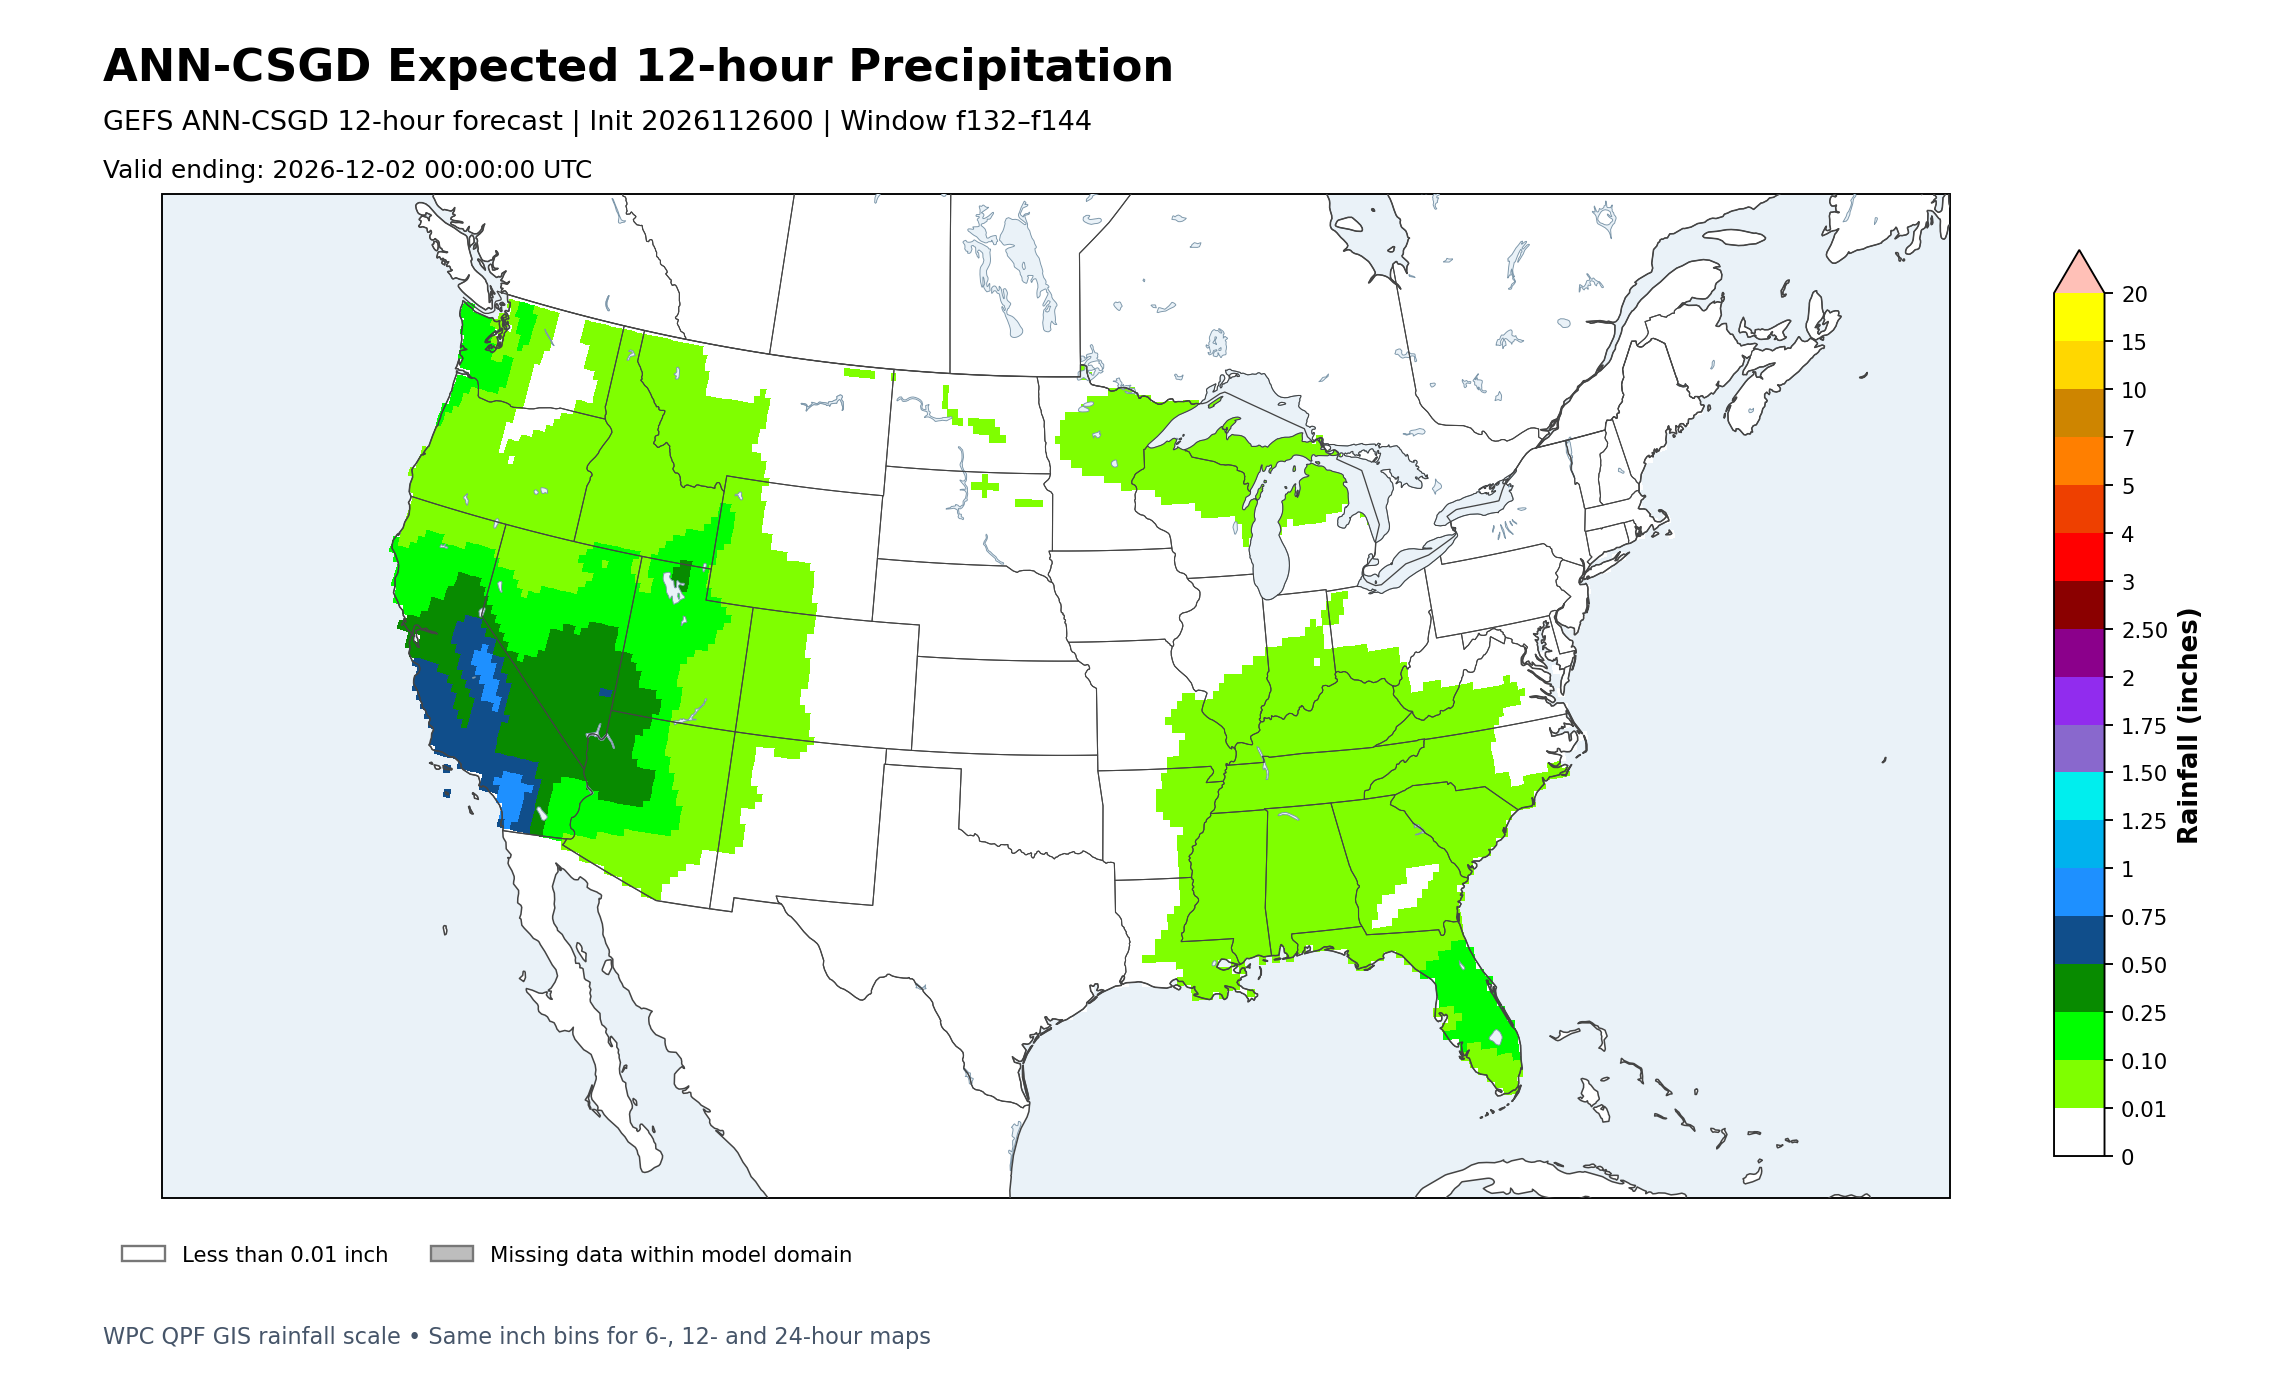 ANN-CSGD Expected 12-hour Precipitation
GEFS ANN-CSGD 12-hour forecast | Init 2026112600 | Window f132–f144
Valid ending: 2026-12-02 00:00:00 UTC
20
15
10
7
5
4
3
2.50
2
1.75
1.50
1.25
1
0.75
0.50
0.25
0.10
0.01
0
Rainfall (inches)
Less than 0.01 inch
Missing data within model domain
WPC QPF GIS rainfall scale • Same inch bins for 6-, 12- and 24-hour maps